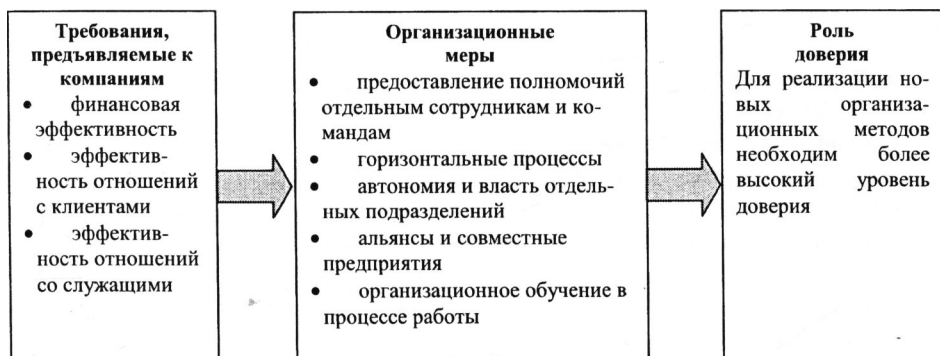 Требования,
предъявляемые к
компаниям
• финансовая
эффективность
• эффектив-
ность отношений
с клиентами
• эффектив-
ность отношений
со служащими
Организационные
меры
• предоставление полномочий
отдельным сотрудникам и ко-
мандам
• горизонтальные процессы
• автономия и власть отдель-
ных подразделений
• альянсы и совместные
предприятия
• организационное обучение в
процессе работы
Роль
доверия
Для реализации но-
вых организа-
ционных методов
необходим более
высокий уровень
доверия